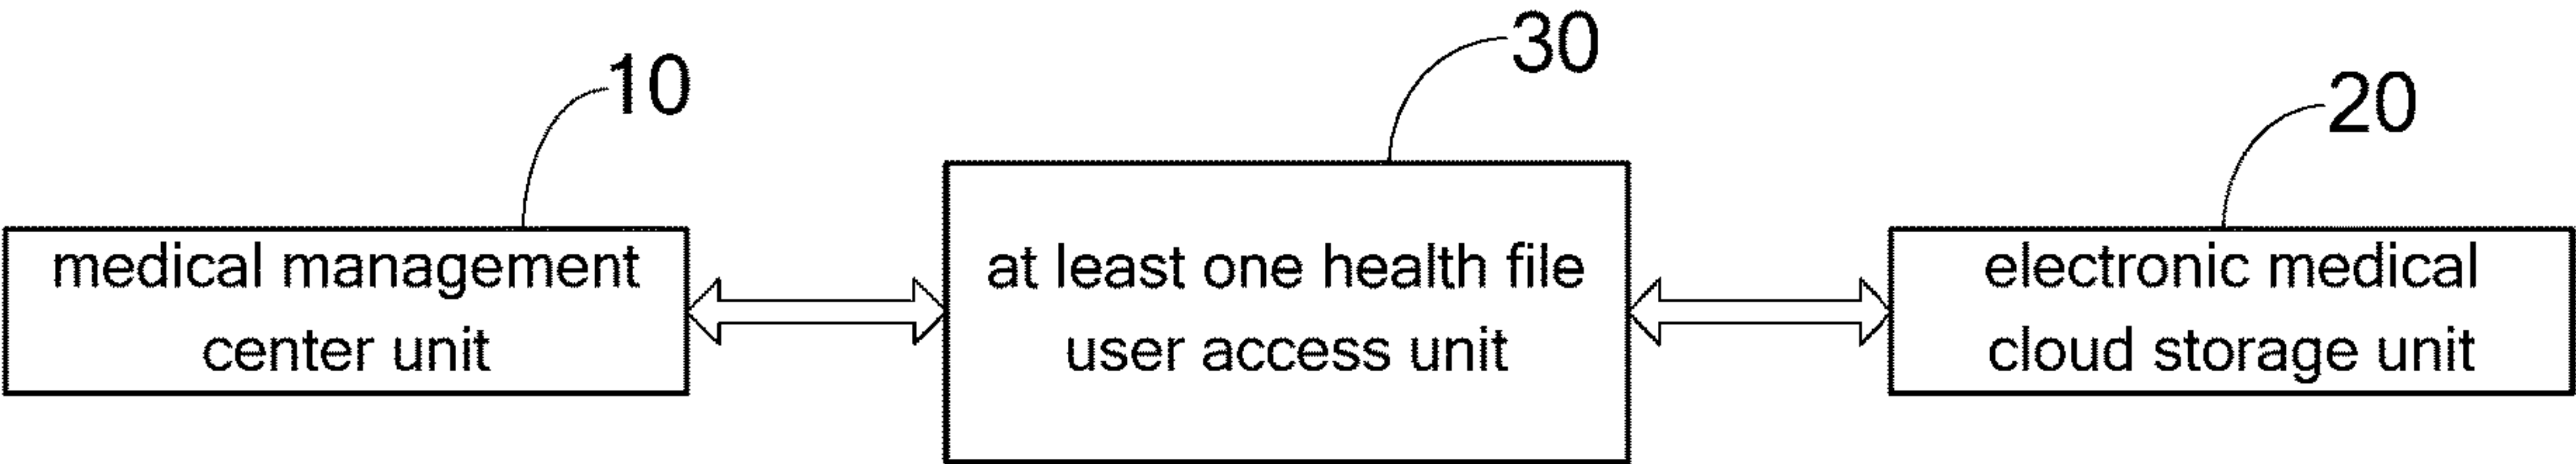 10
30
20
medical management
center unit
at least one health file
user access unit
electronic medical
cloud storage unit